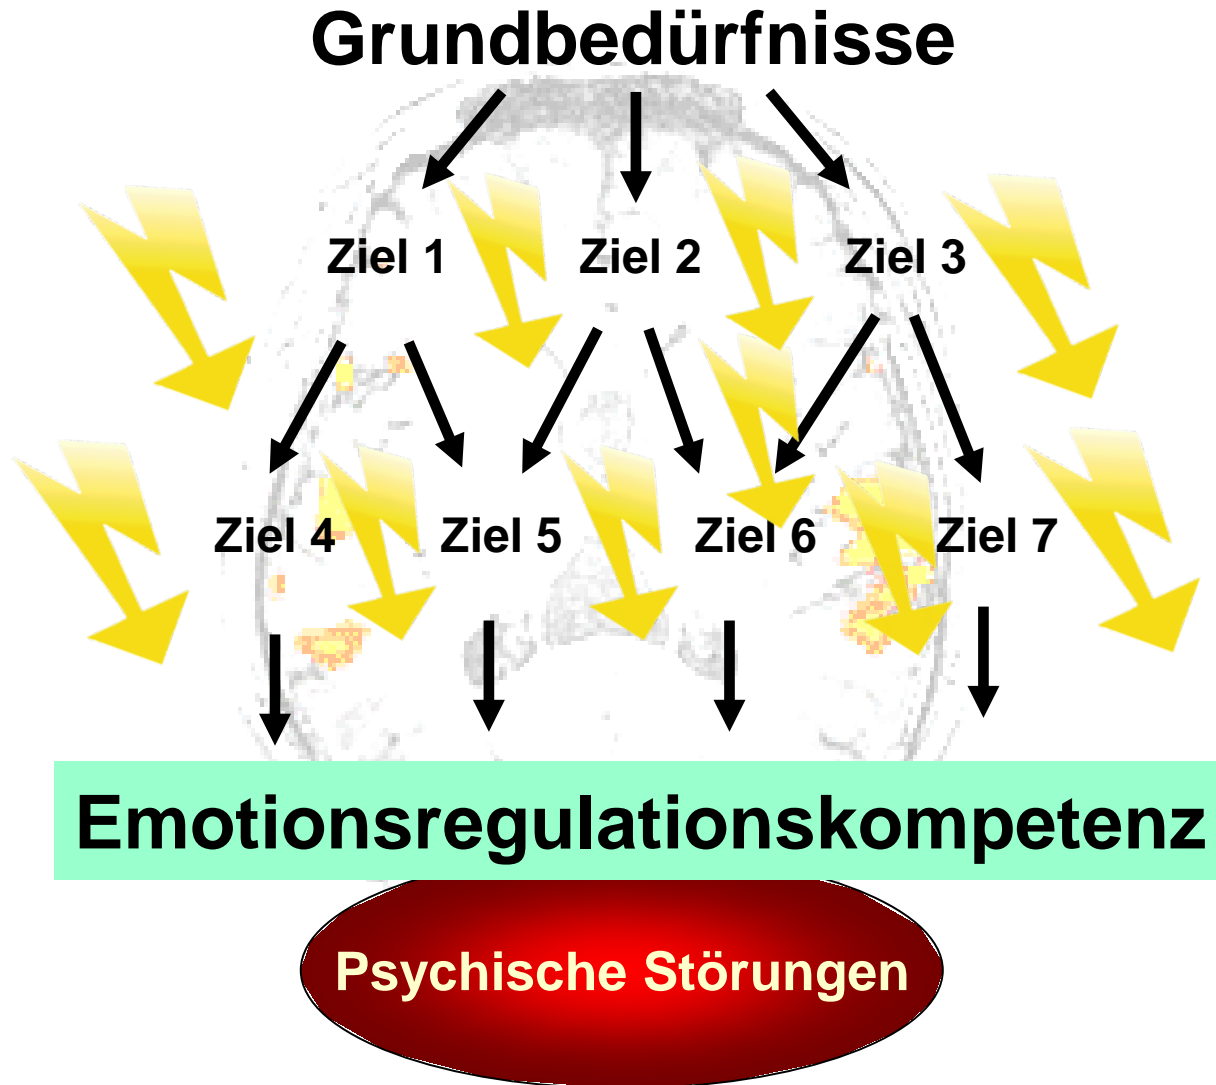 Grundbedürfnisse
Ziel 1 Ziel 2 Ziel 3
Ziel 4 Ziel 5 Ziel 6 Ziel 7
Emotionsregulationskompetenz
Psychische Störungen